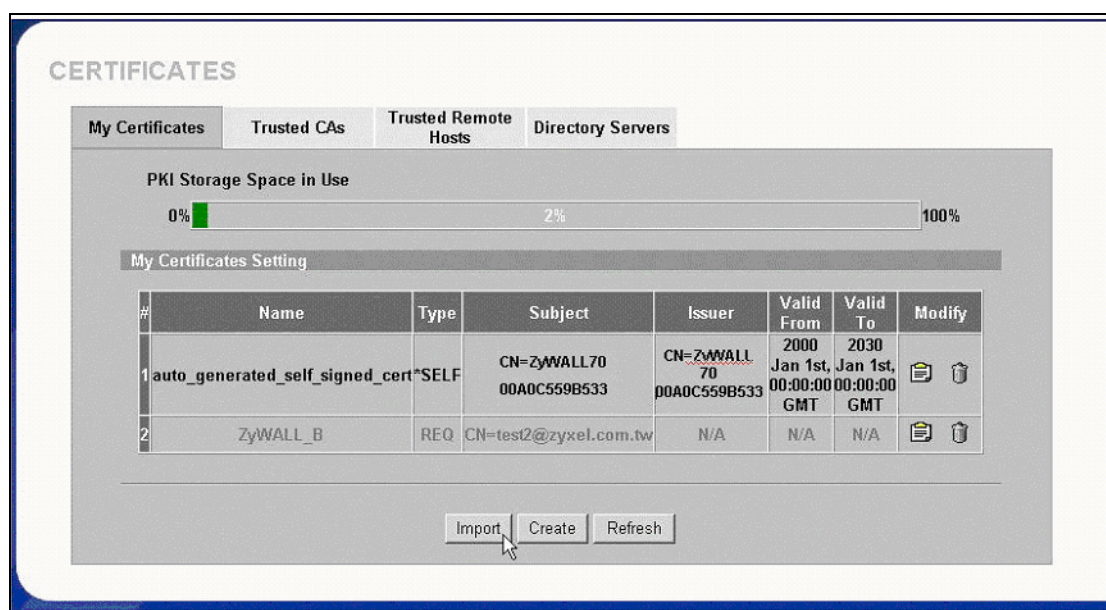 CERTIFICATES
My Certificates
Trusted CAs
Trusted Remote
Hosts
Directory Servers
PKI Storage Space in Use
0%
2%
100%
My Certificates Setting
# Name Type Subject Issuer Valid From Valid To Modify
1 auto_generated_self_signed_cert *SELF CN=ZyWALL70 00A0C559B533 CN=ZyWALL 70 00A0C559B533 2000 Jan 1st, 00:00:00 GMT 2030 Jan 1st, 00:00:00 GMT
2 ZyWALL_B REQ CN=test2@zyxel.com.tw N/A N/A N/A
Import Create Refresh